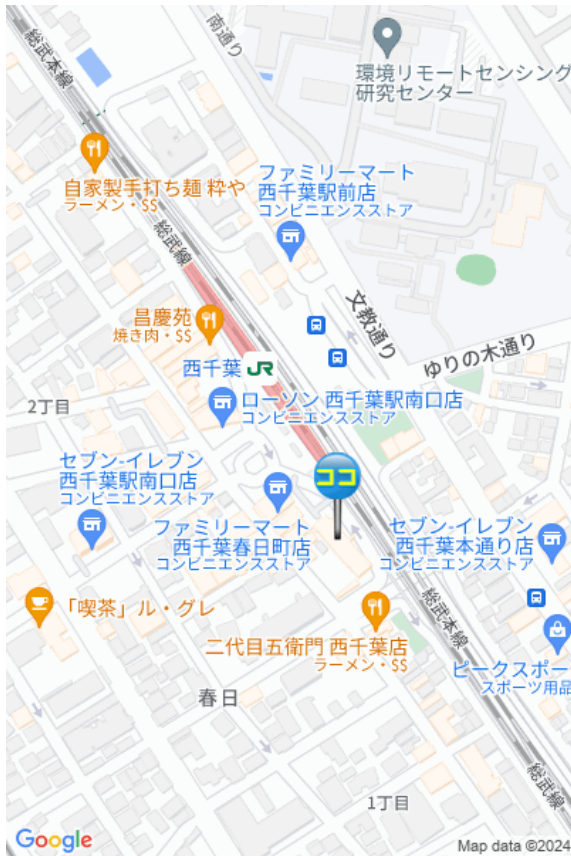 総武本線
南通り
環境リモートセンシング
研究センター
自家製手打ち麺 粋や
ラーメン・$$
ファミリーマート
西千葉駅前店
コンビニエンスストア
総武線
昌慶苑
焼き肉・$$
文教通り
ゆりの木通り
西千葉
JR
ローソン 西千葉駅南口店
コンビニエンスストア
2丁目
セブン-イレブン
西千葉駅南口店
コンビニエンスストア
ココ
ファミリーマート
西千葉春日町店
コンビニエンスストア
セブン-イレブン
西千葉本通り店
コンビニエンスストア
「喫茶」ル・グレ
二代目五衛門 西千葉店
ラーメン・$$
総武本線
ピークスポー
スポーツ用品
春日
総武線
1丁目
Google
Map data ©2024